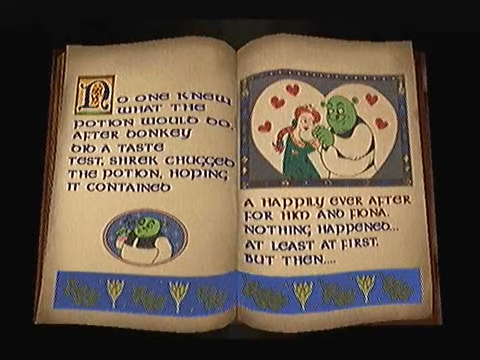 NO ONE KNEW
WHAT THE
POTION WOULD DO.
AFTER DONKEY
DID A TASTE
TEST, SHREK CHUGGED
THE POTION, HOPING
IT CONTAINED
A HAPPILY EVER AFTER
FOR HIM AND FIONA.
NOTHING HAPPENED...
AT LEAST AT FIRST.
BUT THEN....